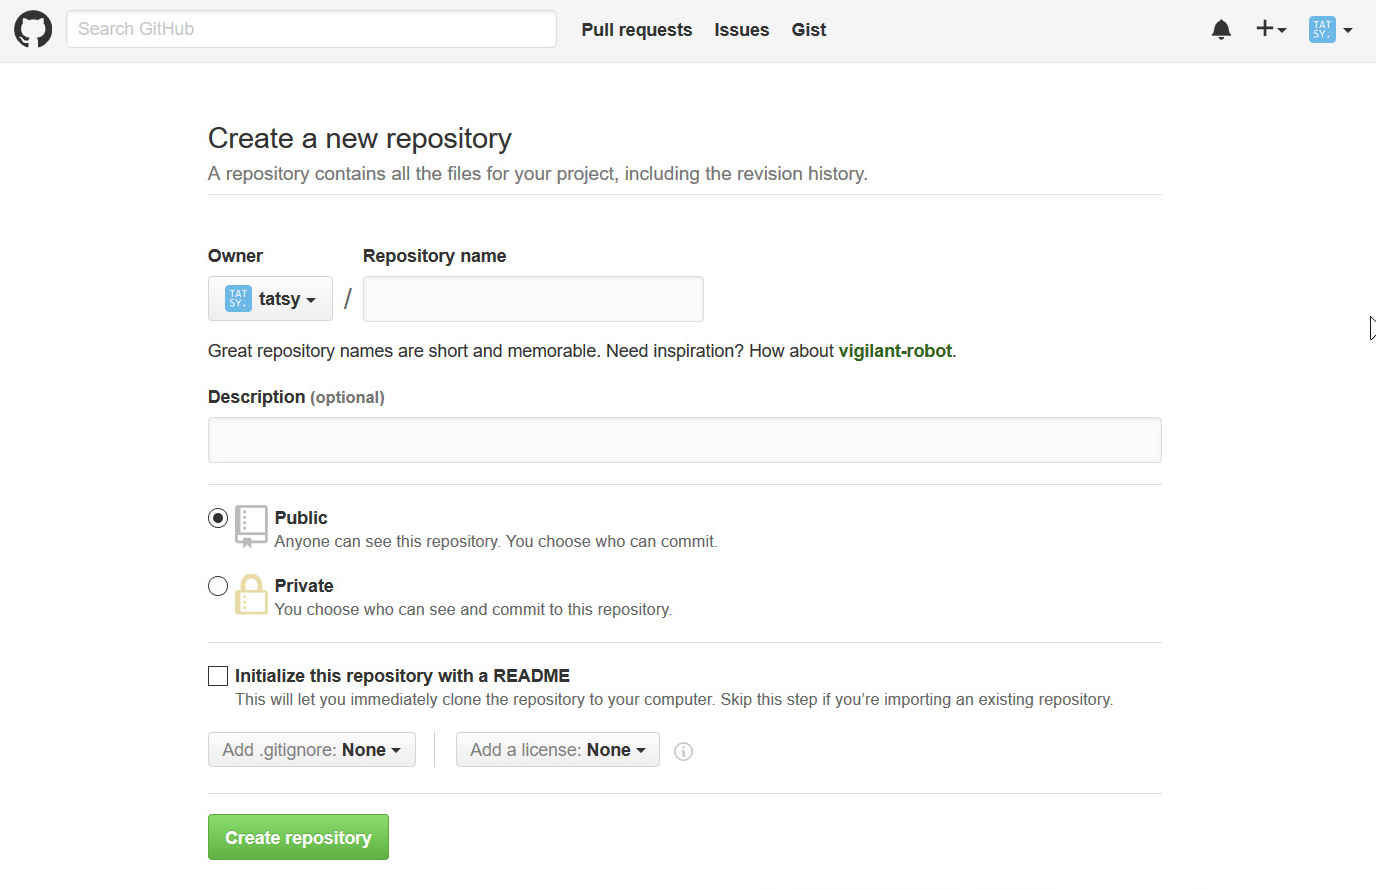 Search GitHub
Pull requests Issues Gist
TAT
SY.
Create a new repository
A repository contains all the files for your project, including the revision history.
Owner Repository name
TAT
SY.
tatsy /
Great repository names are short and memorable. Need inspiration? How about vigilant-robot.
Description (optional)
Public
Anyone can see this repository. You choose who can commit.
Private
You choose who can see and commit to this repository.
Initialize this repository with a README
This will let you immediately clone the repository to your computer. Skip this step if you’re importing an existing repository.
Add .gitignore: None Add a license: None
Create repository